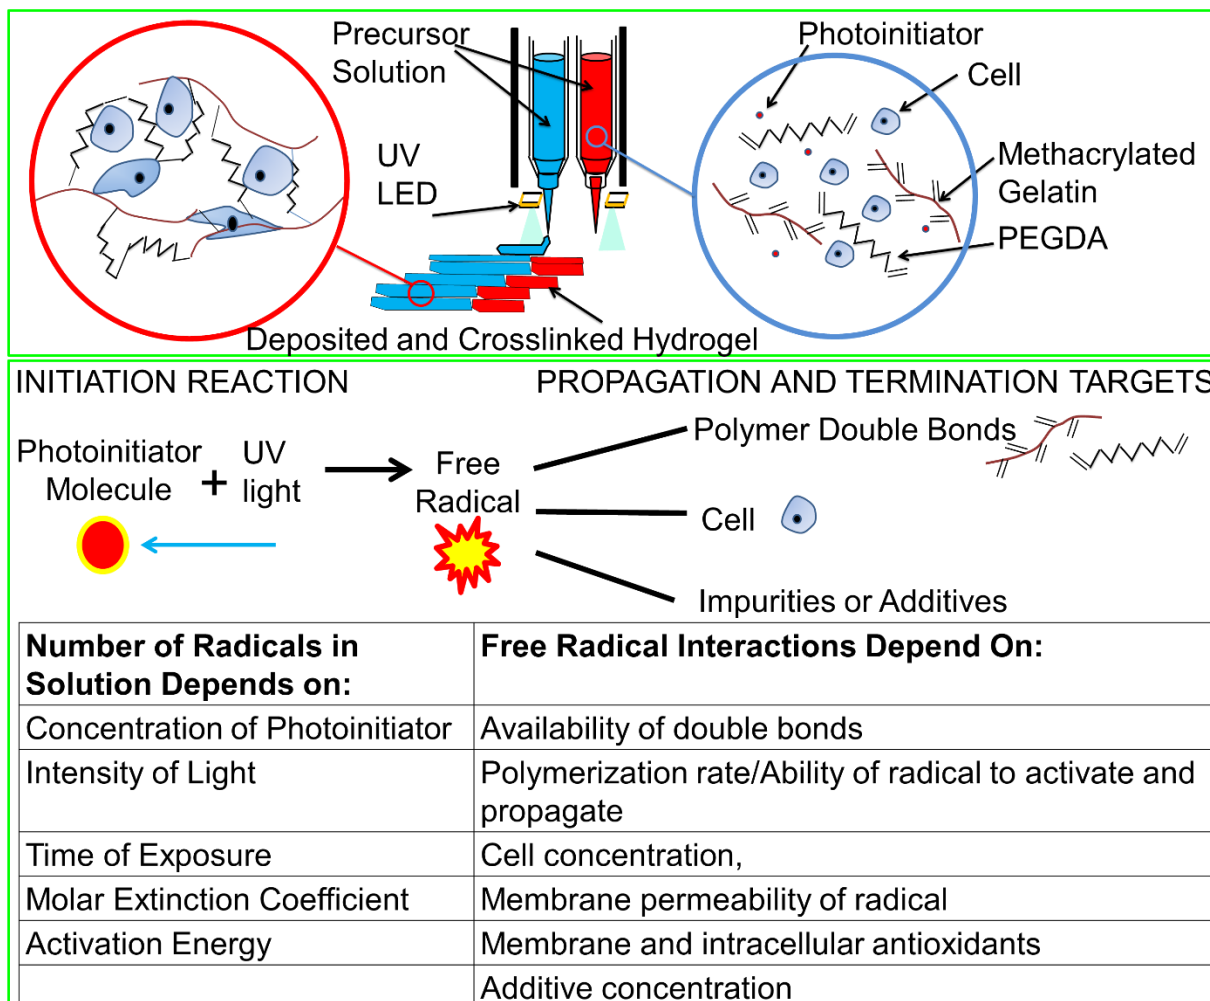 Precursor
Solution
Photoinitiator
Cell
UV
LED
Methacrylated
Gelatin
PEGDA
Deposited and Crosslinked Hydrogel
INITIATION REACTION
PROPAGATION AND TERMINATION TARGETS
Photoinitiator
Molecule
+
UV
light
Free
Radical
Polymer Double Bonds
Cell
Impurities or Additives
Number of Radicals in
Solution Depends on:
Free Radical Interactions Depend On:
Concentration of Photoinitiator
Availability of double bonds
Intensity of Light
Polymerization rate/Ability of radical to activate and
propagate
Time of Exposure
Cell concentration,
Molar Extinction Coefficient
Membrane permeability of radical
Activation Energy
Membrane and intracellular antioxidants
Additive concentration